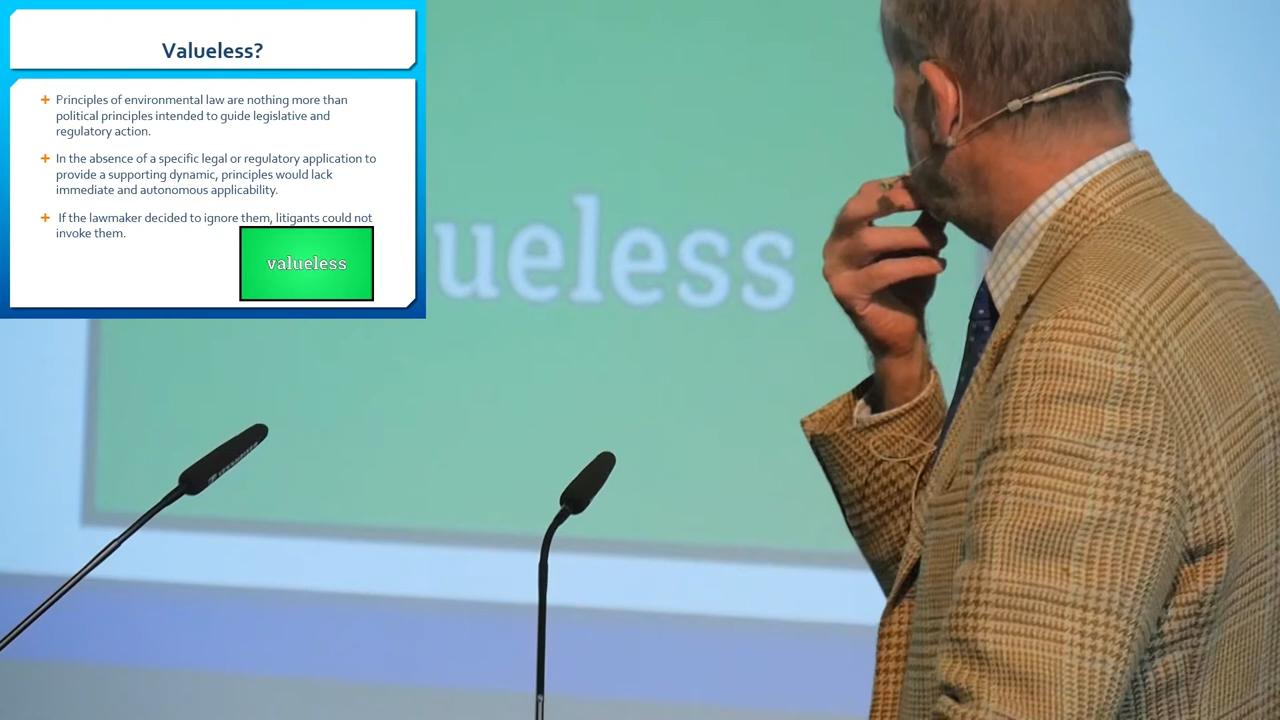 Valueless?
Principles of environmental law are nothing more than
political principles intended to guide legislative and
regulatory action.
In the absence of a specific legal or regulatory application to
provide a supporting dynamic, principles would lack
immediate and autonomous applicability.
If the lawmaker decided to ignore them, litigants could not
invoke them.
valueless
ueless